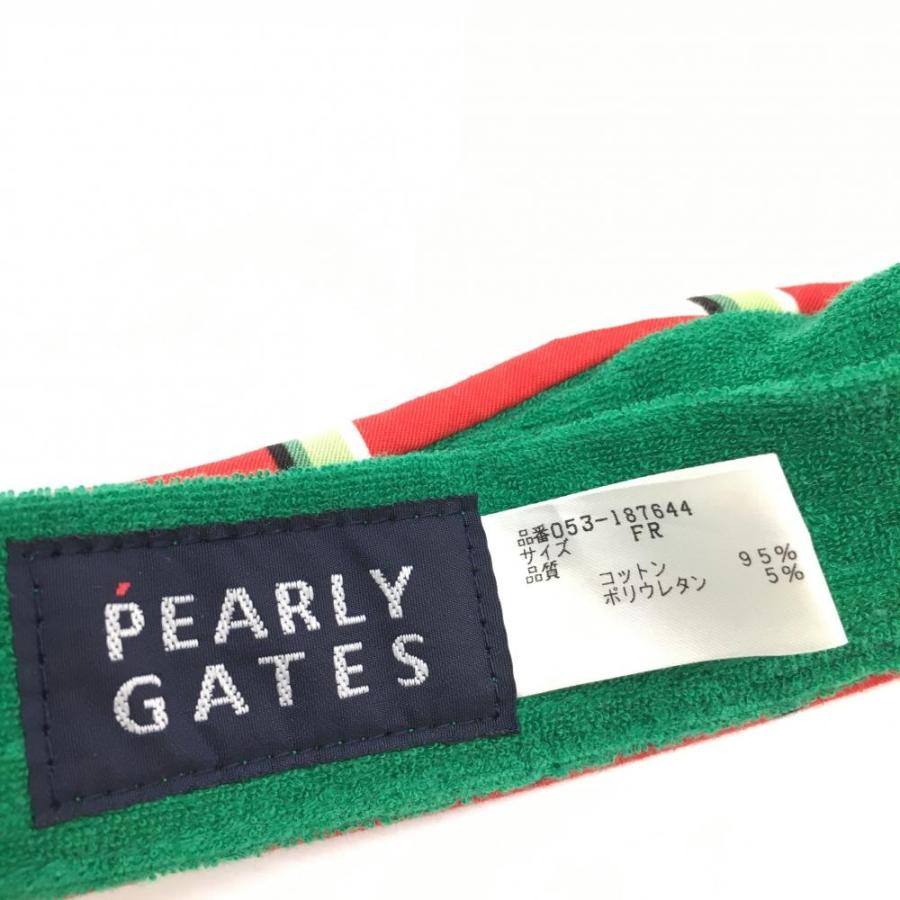 PEARLY
GATES
品番053-187644
サイズ FR
品質 コットン 95%
ポリウレタン 5%